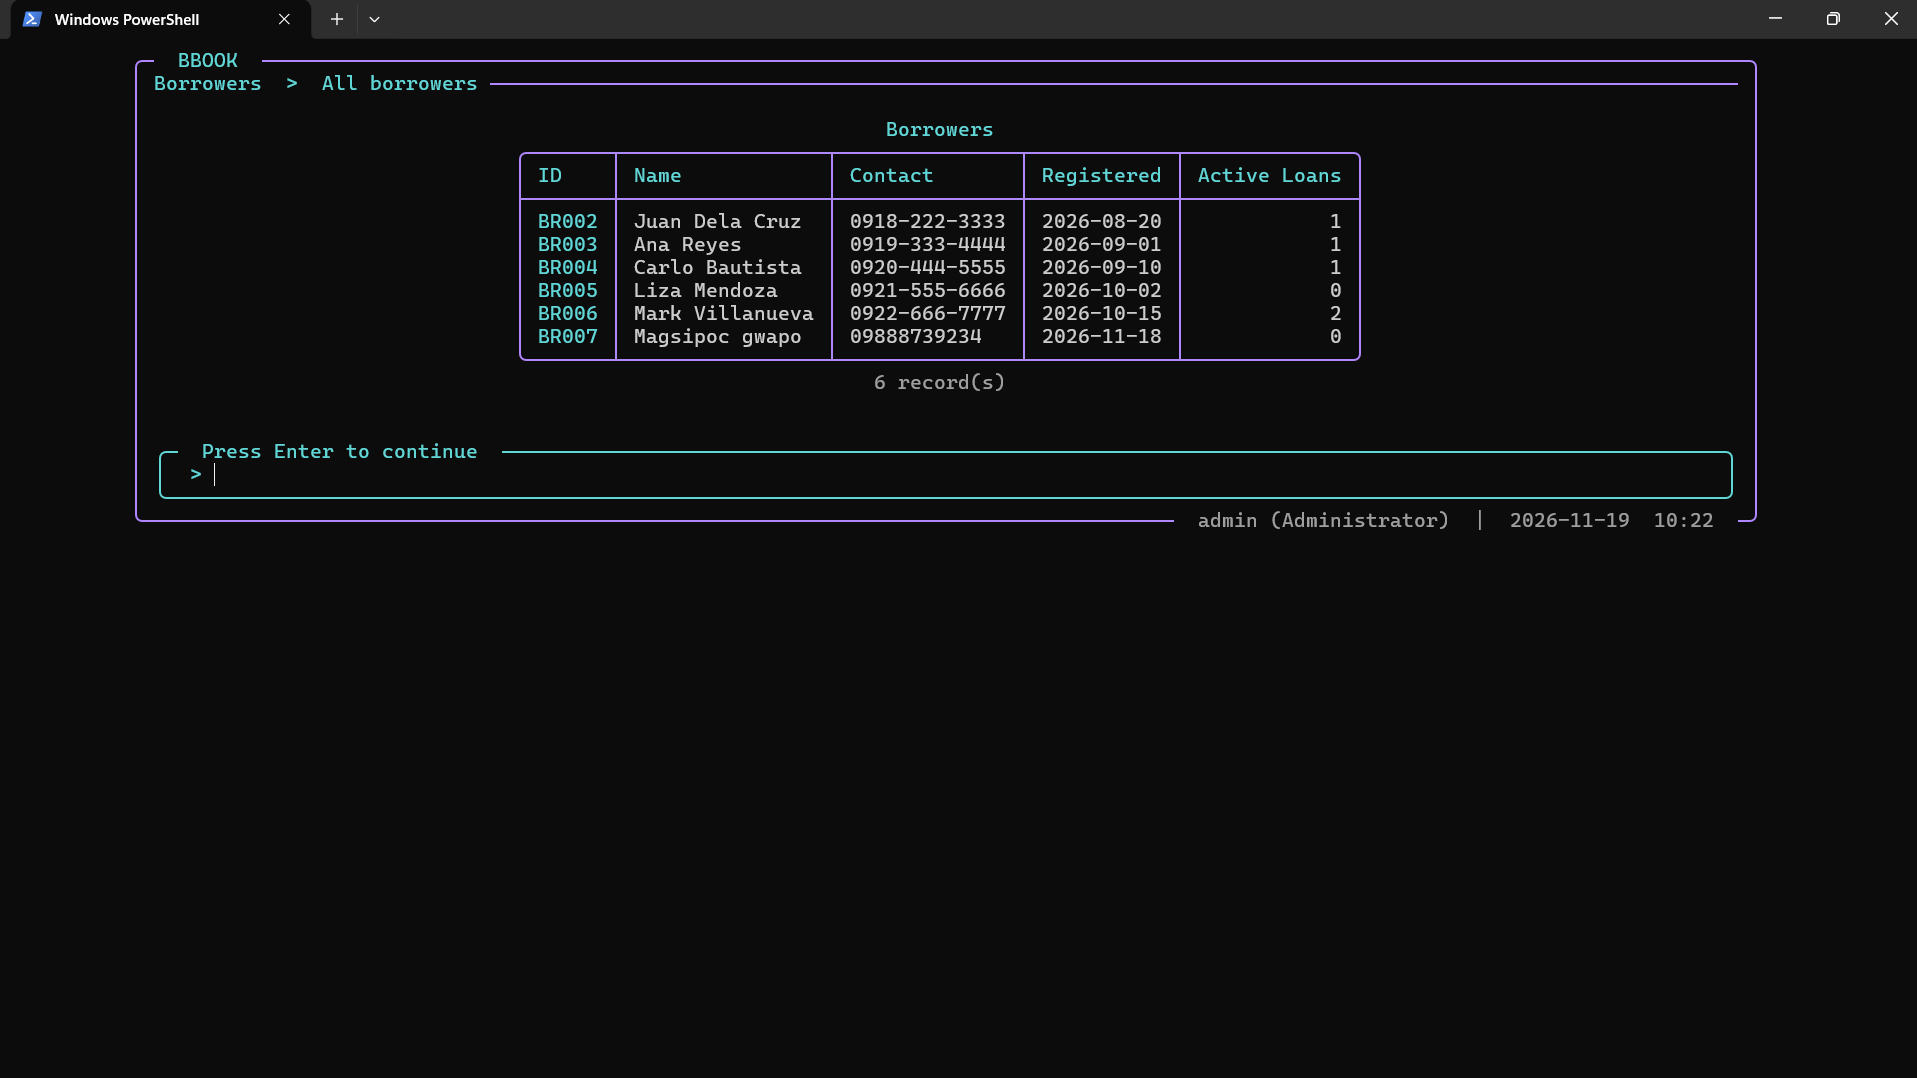 Windows PowerShell
BBOOK
Borrowers > All borrowers
Borrowers
ID Name Contact Registered Active Loans
BR002 Juan Dela Cruz 0918-222-3333 2026-08-20 1
BR003 Ana Reyes 0919-333-4444 2026-09-01 1
BR004 Carlo Bautista 0920-444-5555 2026-09-10 1
BR005 Liza Mendoza 0921-555-6666 2026-10-02 0
BR006 Mark Villanueva 0922-666-7777 2026-10-15 2
BR007 Magsipoc gwapo 09888739234 2026-11-18 0
6 record(s)
Press Enter to continue
>
admin (Administrator) | 2026-11-19 10:22